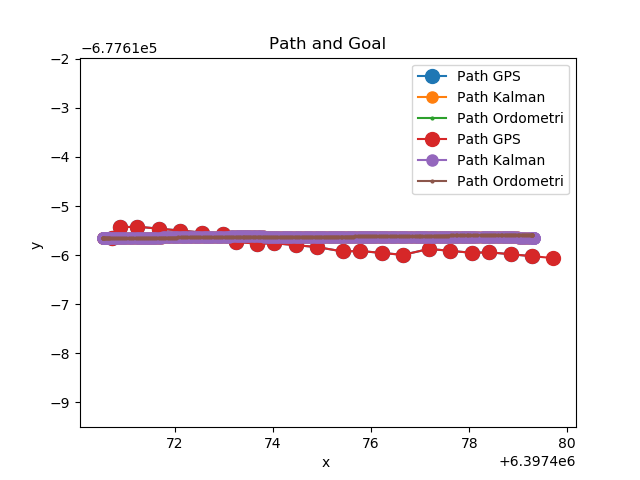 Path and Goal
−6.7761e5
−2
−3
−4
−5
−6
−7
−8
−9
y
Path GPS
Path Kalman
Path Ordometri
Path GPS
Path Kalman
Path Ordometri
72
74
76
78
80
x
+6.3974e6